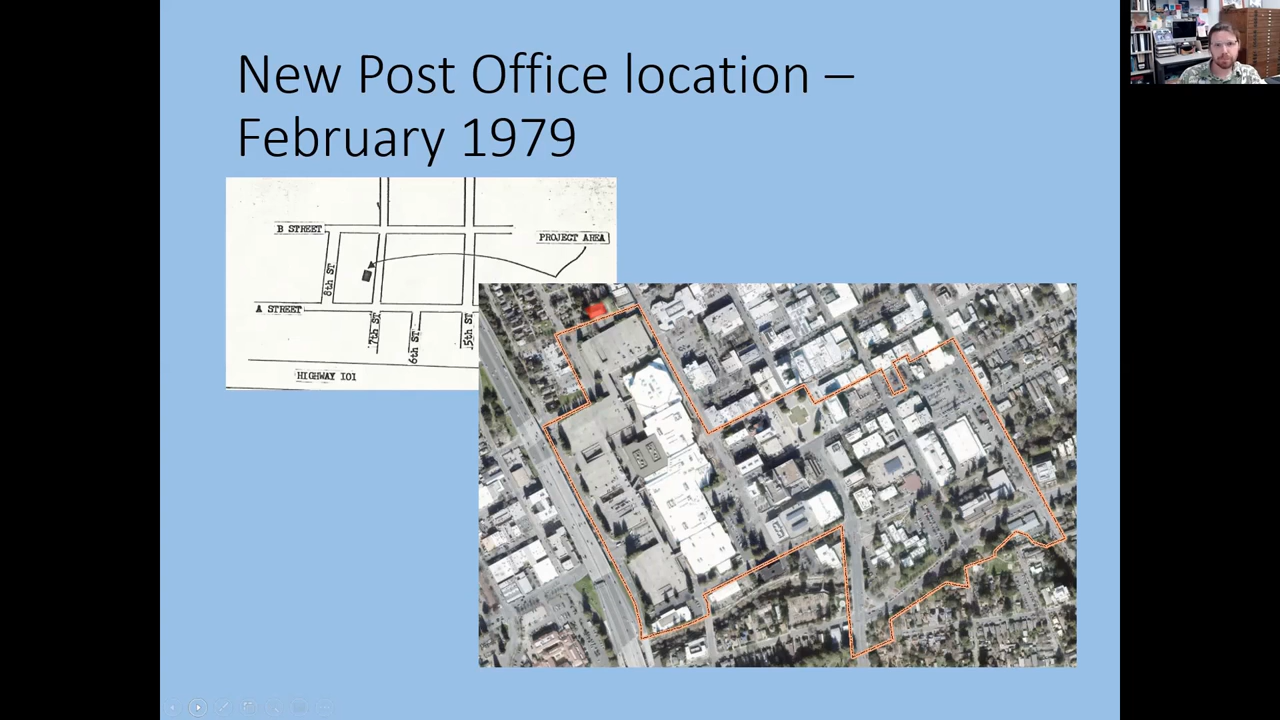 New Post Office location –
February 1979
B STREET
PROJECT AREA
8th ST
A STREET
7th ST
6th ST
5th ST
HIGHWAY 101